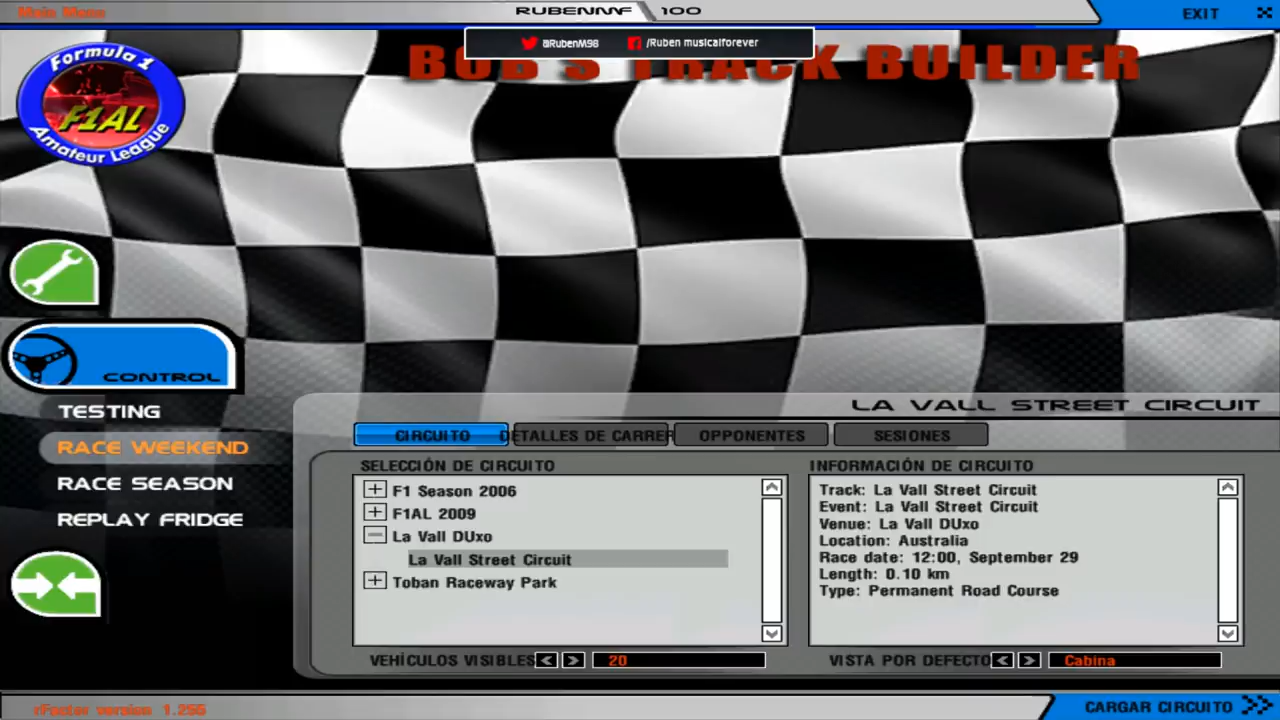 Main Menu
RUBENMF 100
EXIT
@RubenM98 /Ruben musicalforever
BOB'S TRACK BUILDER
Formula 1
F1AL
Amateur League
CONTROL
TESTING
RACE WEEKEND
RACE SEASON
REPLAY FRIDGE
LA VALL STREET CIRCUIT
CIRCUITO DETALLES DE CARRER OPPONENTES SESIONES
SELECCIÓN DE CIRCUITO
F1 Season 2006
F1AL 2009
La Vall DUxo
La Vall Street Circuit
Toban Raceway Park
INFORMACIÓN DE CIRCUITO
Track: La Vall Street Circuit
Event: La Vall Street Circuit
Venue: La Vall DUxo
Location: Australia
Race date: 12:00, September 29
Length: 0.10 km
Type: Permanent Road Course
VEHÍCULOS VISIBLES 20
VISTA POR DEFECTO Cabina
rFactor version 1.255
CARGAR CIRCUITO